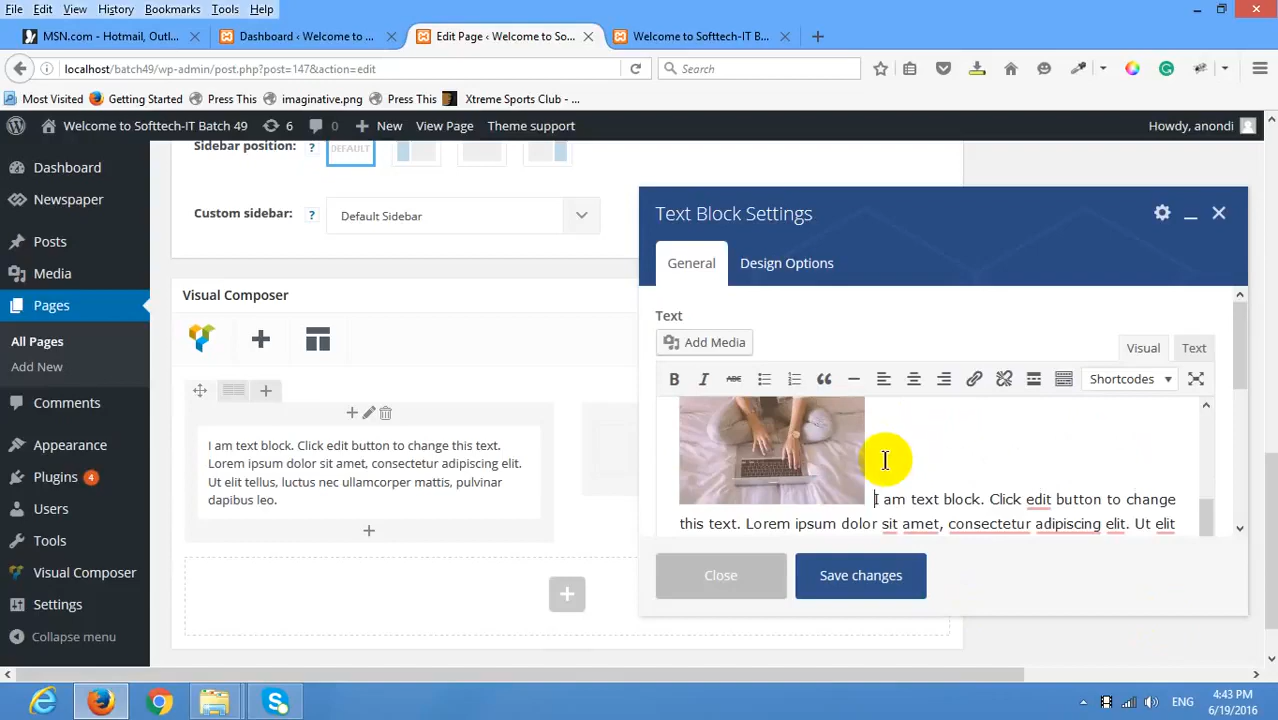 File Edit View History Bookmarks Tools Help
MSN.com - Hotmail, Outl... Dashboard ‹ Welcome to ... Edit Page ‹ Welcome to So... Welcome to Softtech-IT B...
localhost/batch49/wp-admin/post.php?post=147&action=edit Search
Most Visited Getting Started Press This imaginative.png Press This Xtreme Sports Club - ...
Welcome to Softtech-IT Batch 49 6 0 New View Page Theme support Howdy, anondi
Dashboard
Newspaper
Posts
Media
Pages
All Pages
Add New
Comments
Appearance
Plugins 4
Users
Tools
Visual Composer
Settings
Collapse menu
Sidebar position: ? DEFAULT
Custom sidebar: ? Default Sidebar
Visual Composer
I am text block. Click edit button to change this text.
Lorem ipsum dolor sit amet, consectetur adipiscing elit.
Ut elit tellus, luctus nec ullamcorper mattis, pulvinar
dapibus leo.
Text Block Settings
General Design Options
Text
Add Media
Visual Text
B I ABC Shortcodes
I am text block. Click edit button to change
this text. Lorem ipsum dolor sit amet, consectetur adipiscing elit. Ut elit
Close Save changes
ENG
4:43 PM
6/19/2016